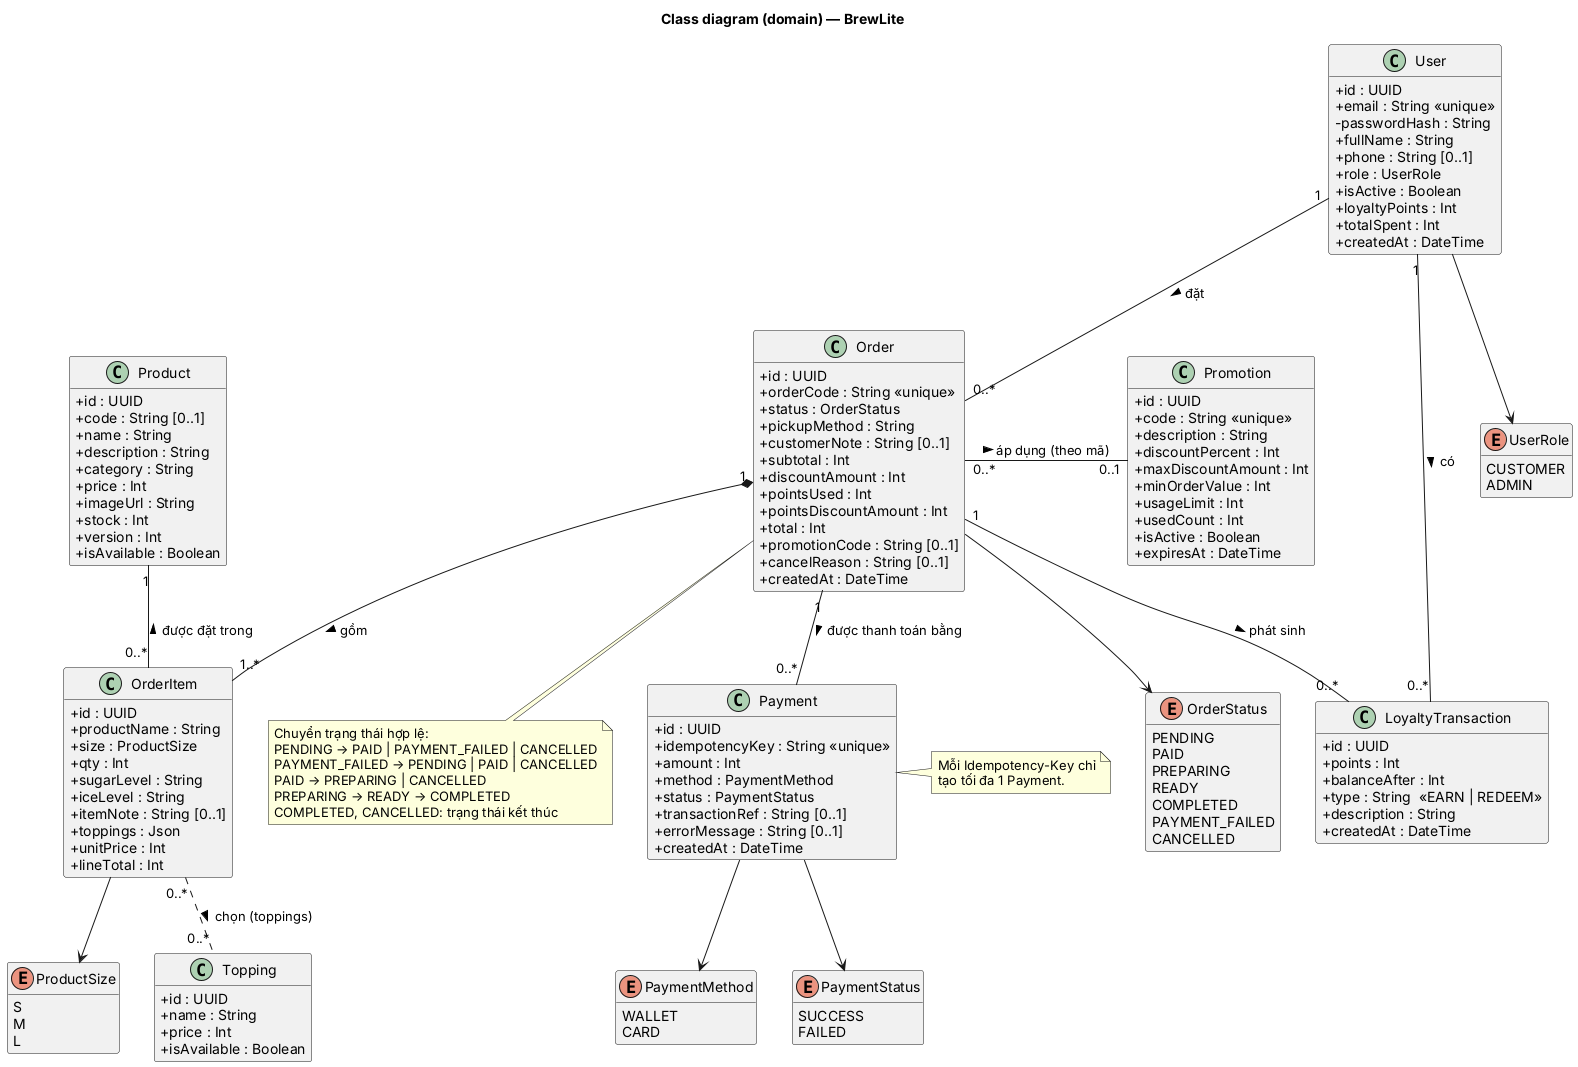 Class diagram (domain) — BrewLite
C User
+id : UUID
+email : String «unique»
-passwordHash : String
+fullName : String
+phone : String [0..1]
+role : UserRole
+isActive : Boolean
+loyaltyPoints : Int
+totalSpent : Int
+createdAt : DateTime
1
1
đặt
0..*
C Order
+id : UUID
+orderCode : String «unique»
+status : OrderStatus
+pickupMethod : String
+customerNote : String [0..1]
+subtotal : Int
+discountAmount : Int
+pointsUsed : Int
+pointsDiscountAmount : Int
+total : Int
+promotionCode : String [0..1]
+cancelReason : String [0..1]
+createdAt : DateTime
C Product
+id : UUID
+code : String [0..1]
+name : String
+description : String
+category : String
+price : Int
+imageUrl : String
+stock : Int
+version : Int
+isAvailable : Boolean
áp dụng (theo mã)
0..*
0..1
C Promotion
+id : UUID
+code : String «unique»
+description : String
+discountPercent : Int
+maxDiscountAmount : Int
+minOrderValue : Int
+usageLimit : Int
+usedCount : Int
+isActive : Boolean
+expiresAt : DateTime
E UserRole
CUSTOMER
ADMIN
có
1
1
1
1
được đặt trong
0..*
gồm
1..*
được thanh toán bằng
0..*
phát sinh
0..*
0..*
C OrderItem
+id : UUID
+productName : String
+size : ProductSize
+qty : Int
+sugarLevel : String
+iceLevel : String
+itemNote : String [0..1]
+toppings : Json
+unitPrice : Int
+lineTotal : Int
Chuyển trạng thái hợp lệ:
PENDING → PAID | PAYMENT_FAILED | CANCELLED
PAYMENT_FAILED → PENDING | PAID | CANCELLED
PAID → PREPARING | CANCELLED
PREPARING → READY → COMPLETED
COMPLETED, CANCELLED: trạng thái kết thúc
C Payment
+id : UUID
+idempotencyKey : String «unique»
+amount : Int
+method : PaymentMethod
+status : PaymentStatus
+transactionRef : String [0..1]
+errorMessage : String [0..1]
+createdAt : DateTime
Mỗi Idempotency-Key chỉ
tạo tối đa 1 Payment.
E OrderStatus
PENDING
PAID
PREPARING
READY
COMPLETED
PAYMENT_FAILED
CANCELLED
C LoyaltyTransaction
+id : UUID
+points : Int
+balanceAfter : Int
+type : String «EARN | REDEEM»
+description : String
+createdAt : DateTime
0..*
chọn (toppings)
0..*
E ProductSize
S
M
L
C Topping
+id : UUID
+name : String
+price : Int
+isAvailable : Boolean
E PaymentMethod
WALLET
CARD
E PaymentStatus
SUCCESS
FAILED